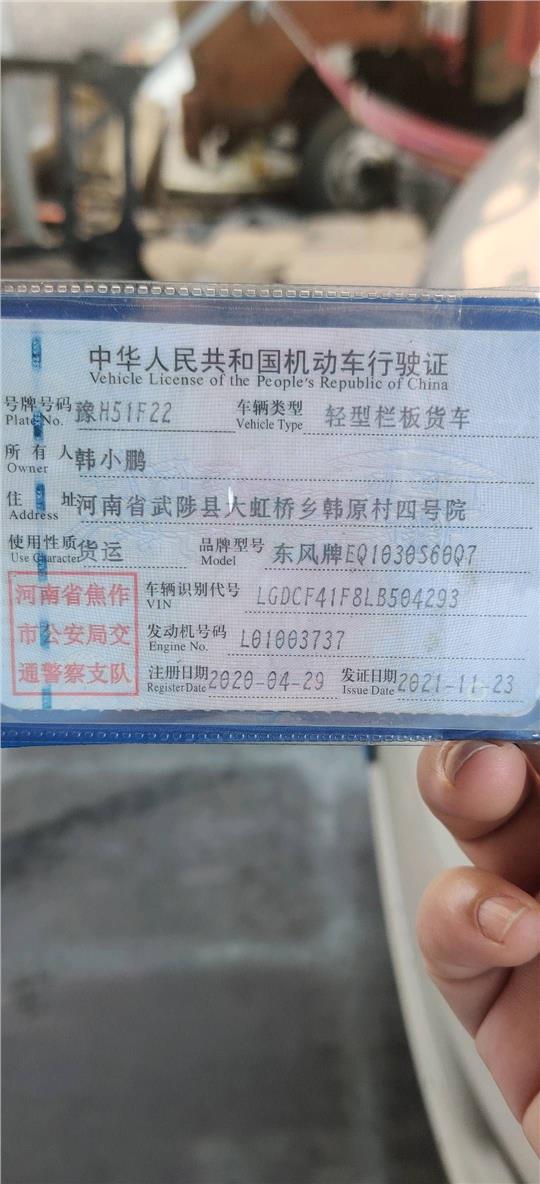 中华人民共和国机动车行驶证
Vehicle License of the People's Republic of China
号牌号码 豫H51F22 车辆类型 轻型栏板货车
Plate No. Vehicle Type
所有人 韩小鹏
Owner
住址 河南省武陟县大虹桥乡韩原村四号院
Address
使用性质 货运 品牌型号 东风牌EQ1030S60Q7
Use Character Model
河南省焦作
市公安局交
通警察支队
车辆识别代号 LGDCF41F8LB504293
VIN
发动机号码 L01003737
Engine No.
注册日期 2020-04-29 发证日期 2021-11-23
Register Date Issue Date